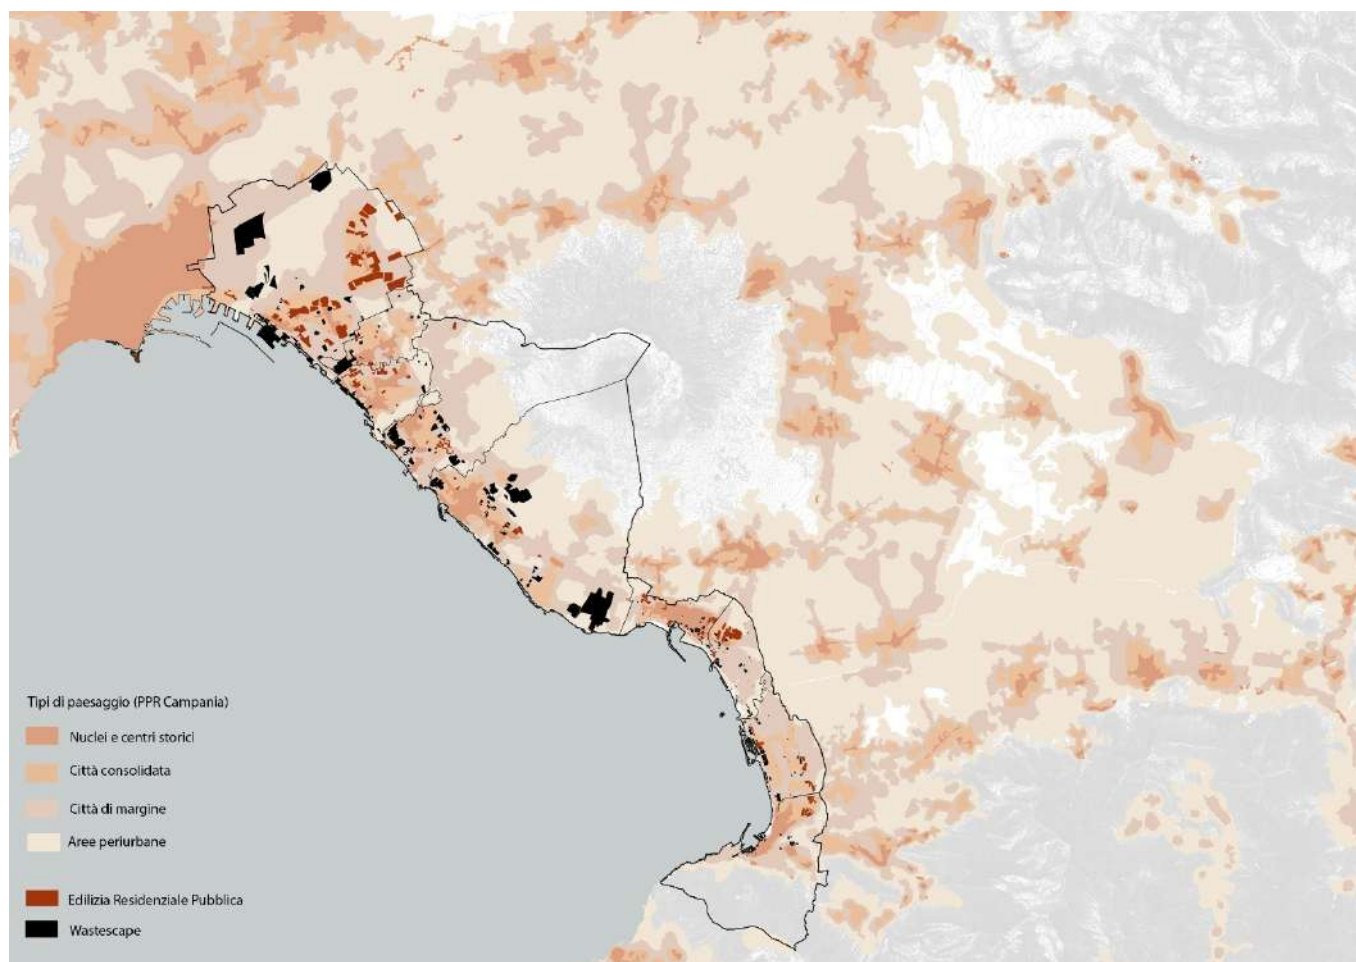 Tipi di paesaggio (PPR Campania)
Nuclei e centri storici
Città consolidata
Città di margine
Aree periurbane
Edilizia Residenziale Pubblica
Wastescape